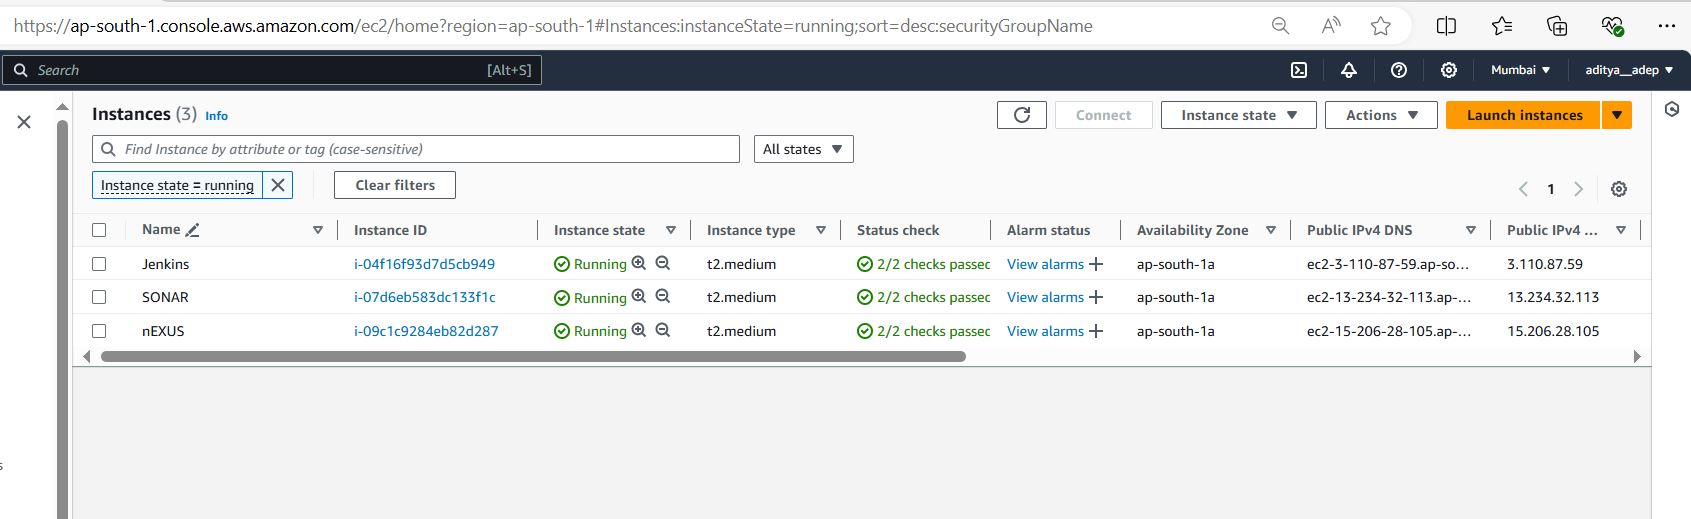 https://ap-south-1.console.aws.amazon.com/ec2/home?region=ap-south-1#Instances:instanceState=running;sort=desc:securityGroupName
Search [Alt+S] Mumbai aditya__adep
Instances (3) Info Connect Instance state Actions Launch instances
Find Instance by attribute or tag (case-sensitive) All states
Instance state = running Clear filters 1
Name Instance ID Instance state Instance type Status check Alarm status Availability Zone Public IPv4 DNS Public IPv4 ...
Jenkins i-04f16f93d7d5cb949 Running t2.medium 2/2 checks passec View alarms + ap-south-1a ec2-3-110-87-59.ap-so... 3.110.87.59
SONAR i-07d6eb583dc133f1c Running t2.medium 2/2 checks passec View alarms + ap-south-1a ec2-13-234-32-113.ap-... 13.234.32.113
nEXUS i-09c1c9284eb82d287 Running t2.medium 2/2 checks passec View alarms + ap-south-1a ec2-15-206-28-105.ap-... 15.206.28.105
s